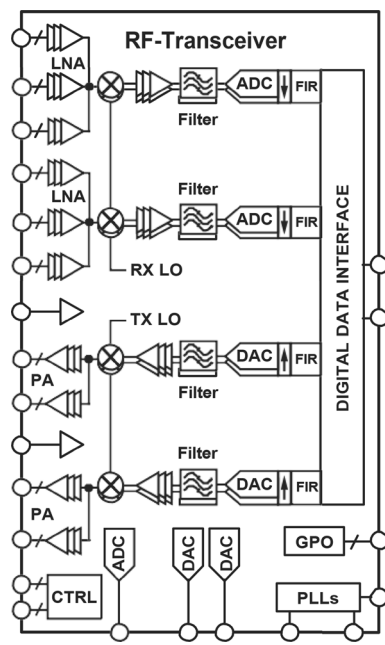 RF-Transceiver
LNA
ADC
FIR
Filter
LNA
ADC
FIR
Filter
RX LO
TX LO
DAC
FIR
PA
Filter
Filter
DAC
FIR
PA
DIGITAL DATA INTERFACE
ADC
DAC
DAC
GPO
CTRL
PLLs